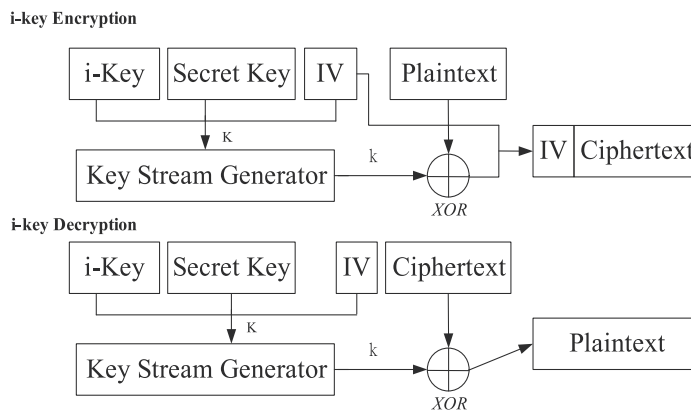 i-key Encryption
i-Key Secret Key IV Plaintext
K
Key Stream Generator k IV Ciphertext
XOR
i-key Decryption
i-Key Secret Key IV Ciphertext
K
Key Stream Generator k Plaintext
XOR